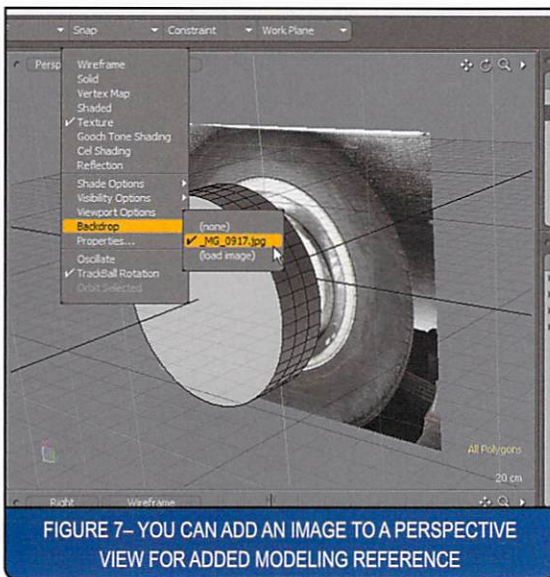 Snap Constraint Work Plane
Persp
Wireframe
Solid
Vertex Map
Shaded
✓ Texture
Gooch Tone Shading
Cel Shading
Reflection
Shade Options
Visibility Options
Viewport Options
Backdrop
Properties...
Oscillate
✓ TrackBall Rotation
Orbit Selected
(none)
✓ _MG_0917.jpg
(load image)
All Polygons
20 cm
Right Wireframe
FIGURE 7– YOU CAN ADD AN IMAGE TO A PERSPECTIVE
VIEW FOR ADDED MODELING REFERENCE